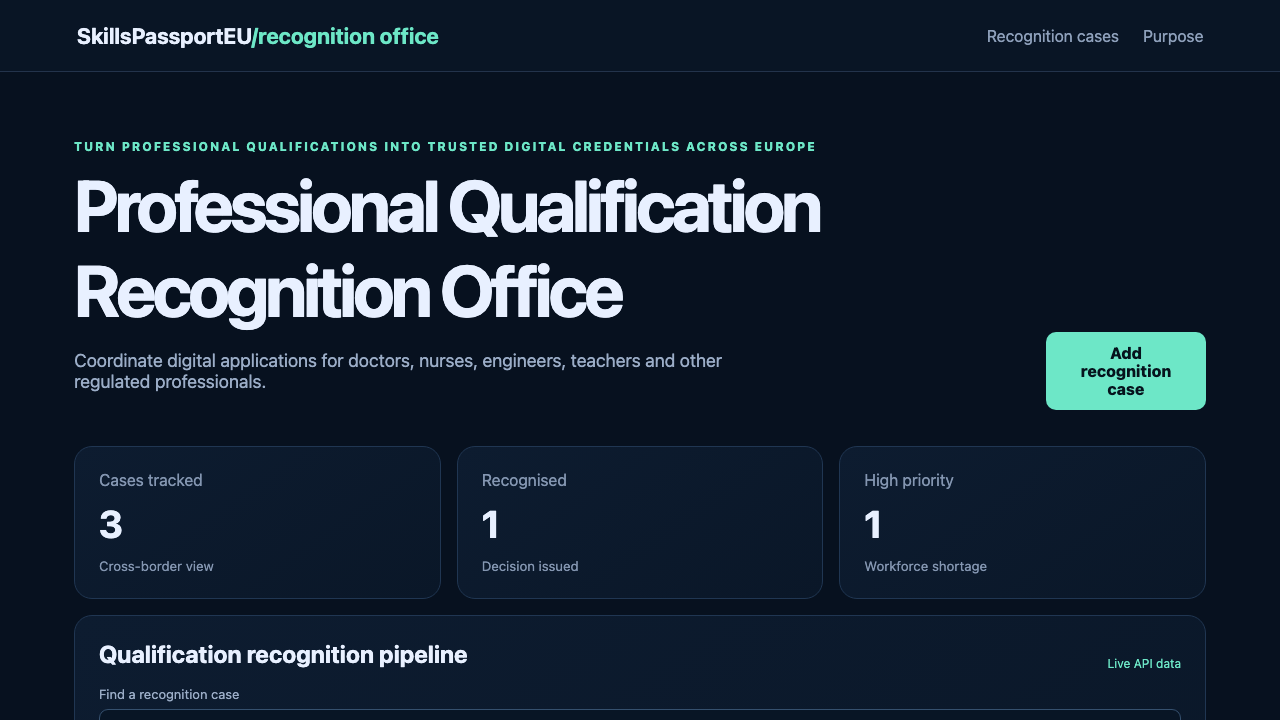 SkillsPassportEU/recognition office
Recognition cases
Purpose
TURN PROFESSIONAL QUALIFICATIONS INTO TRUSTED DIGITAL CREDENTIALS ACROSS EUROPE
Professional Qualification
Recognition Office
Coordinate digital applications for doctors, nurses, engineers, teachers and other
regulated professionals.
Add
recognition
case
Cases tracked
3
Cross-border view
Recognised
1
Decision issued
High priority
1
Workforce shortage
Qualification recognition pipeline
Live API data
Find a recognition case